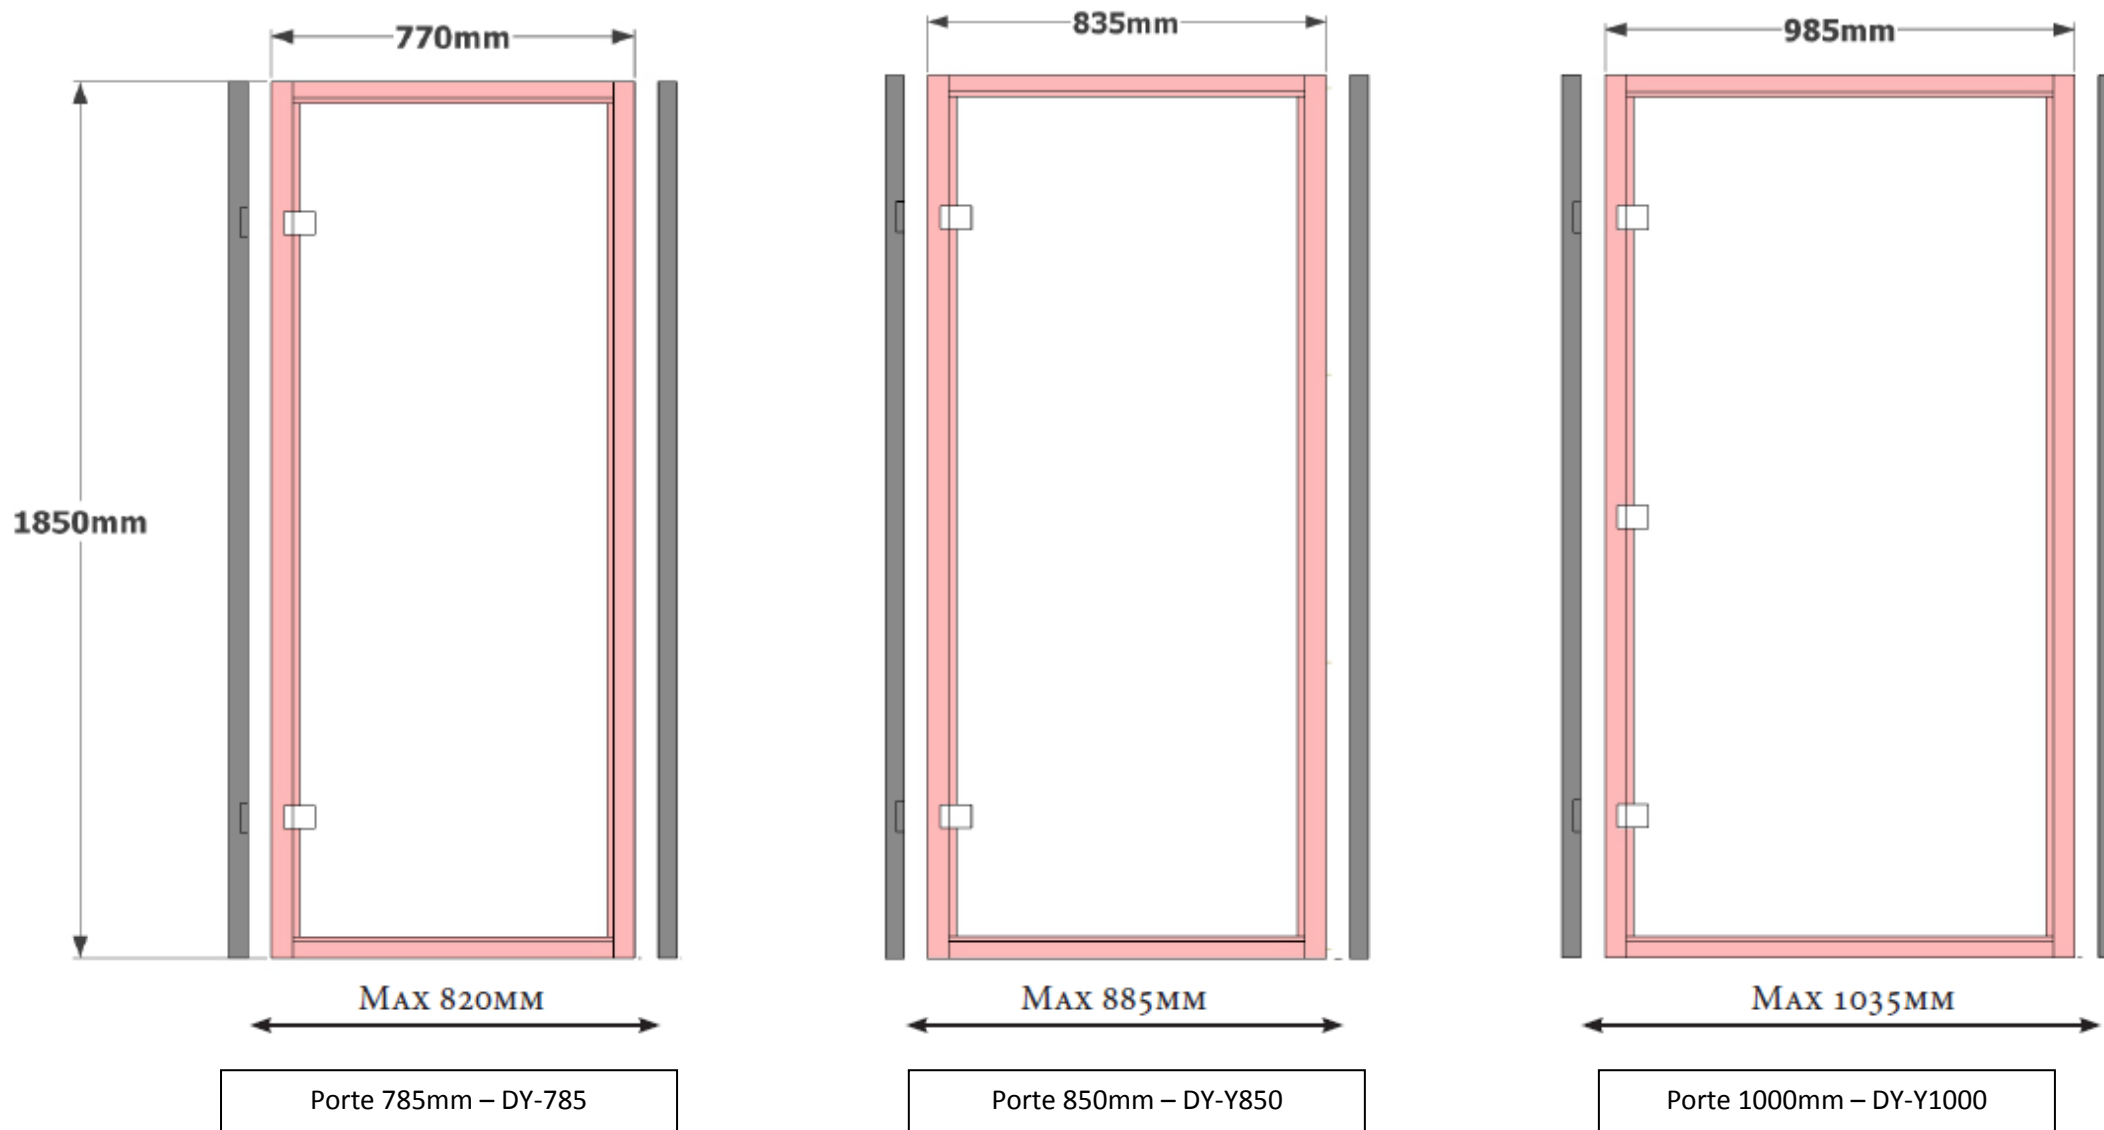 770mm
835mm
985mm
1850mm
Max 820mm
Max 885mm
Max 1035mm
Porte 785mm – DY-785
Porte 850mm – DY-Y850
Porte 1000mm – DY-Y1000